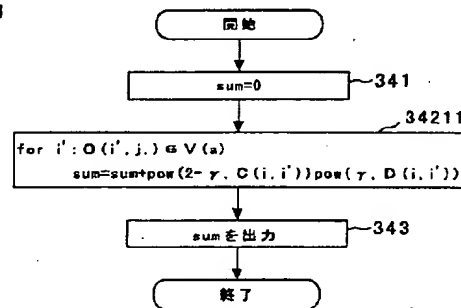 開始
sum=0
341
34211
for i':O(i',j,)∈V(a)
sum=sum+pow(2-γ,C(i,i'))pow(γ,D(i,i'))
sumを出力
343
終了